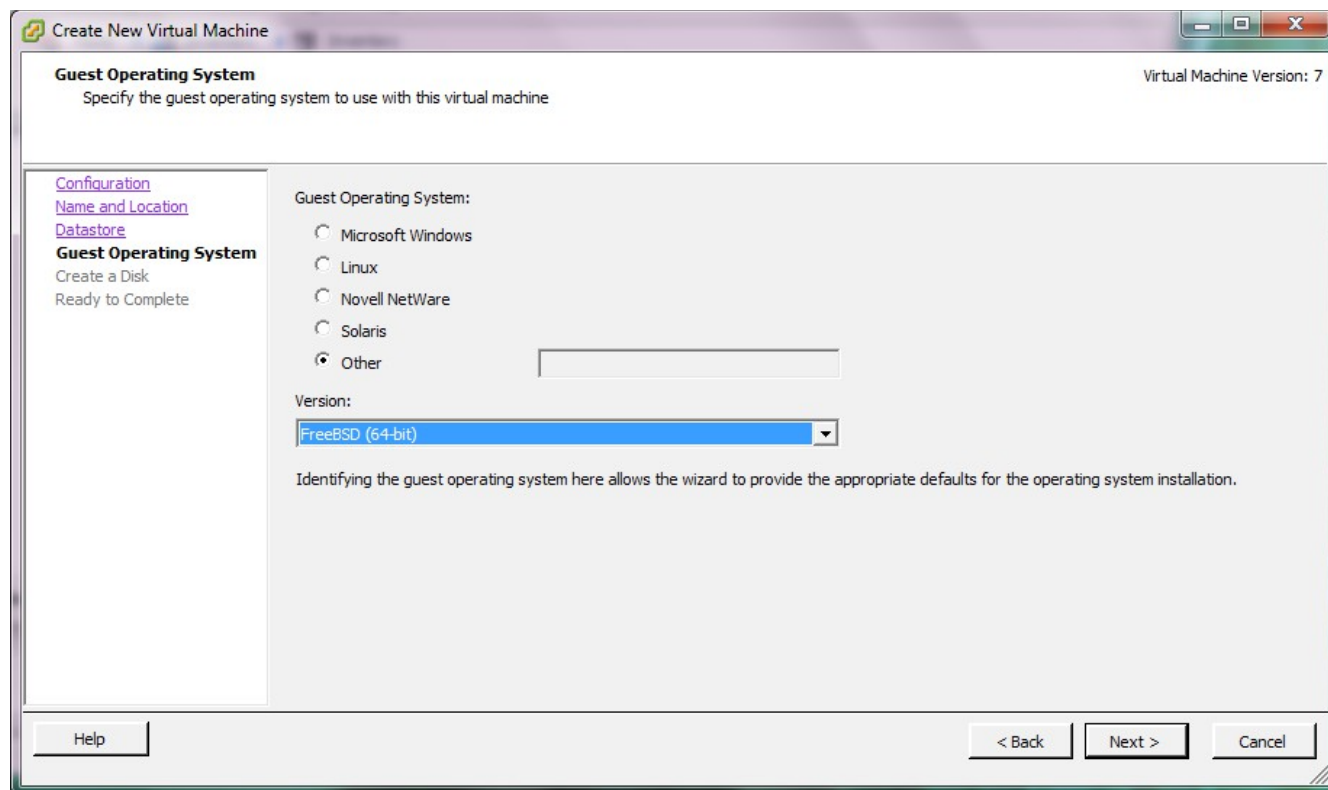 Create New Virtual Machine
Guest Operating System
Virtual Machine Version: 7
Specify the guest operating system to use with this virtual machine
Configuration
Name and Location
Datastore
Guest Operating System
Create a Disk
Ready to Complete
Guest Operating System:
Microsoft Windows
Linux
Novell NetWare
Solaris
Other
Version:
FreeBSD (64-bit)
Identifying the guest operating system here allows the wizard to provide the appropriate defaults for the operating system installation.
Help
< Back
Next >
Cancel